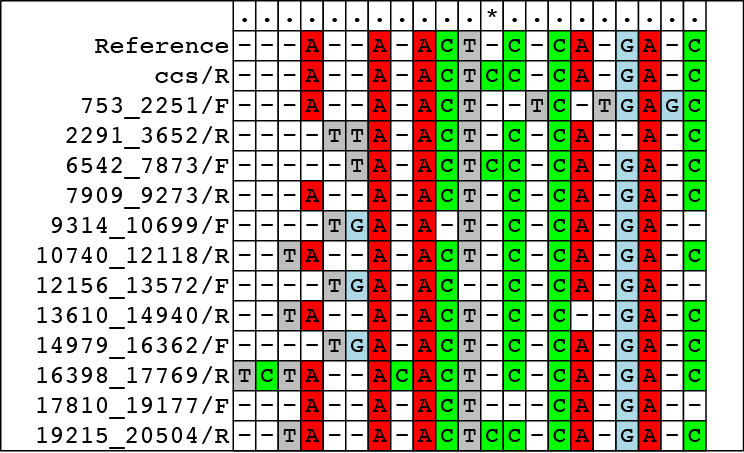 . . . . . . . . . . . * . . . . . . . . .
Reference - - - A - - A - A C T - C - C A - G A - C
ccs/R - - - A - - A - A C T C C - C A - G A - C
753_2251/F - - - A - - A - A C T - - T C - T G A G C
2291_3652/R - - - - T T A - A C T - C - C A - - A - C
6542_7873/F - - - - - T A - A C T C C - C A - G A - C
7909_9273/R - - - A - - A - A C T - C - C A - G A - C
9314_10699/F - - - - T G A - A - T - C - C A - G A - -
10740_12118/R - - T A - - A - A C T - C - C A - G A - C
12156_13572/F - - - - T G A - A C - - C - C A - G A - -
13610_14940/R - - T A - - A - A C T - C - C - - G A - C
14979_16362/F - - - - T G A - A C T - C - C A - G A - C
16398_17769/R T C T A - - A C A C T - C - C A - G A - C
17810_19177/F - - - A - - A - A C T - - - C A - G A - -
19215_20504/R - - T A - - A - A C T C C - C A - G A - C